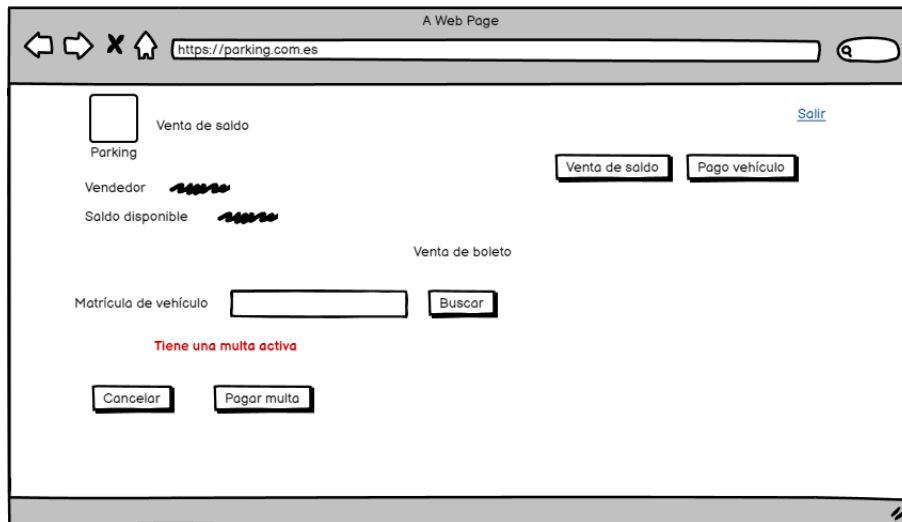 A Web Page
https://parking.com.es
Venta de saldo
Salir
Parking
Venta de saldo Pago vehículo
Vendedor
Saldo disponible
Venta de boleto
Matrícula de vehículo Buscar
Tiene una multa activa
Cancelar Pagar multa